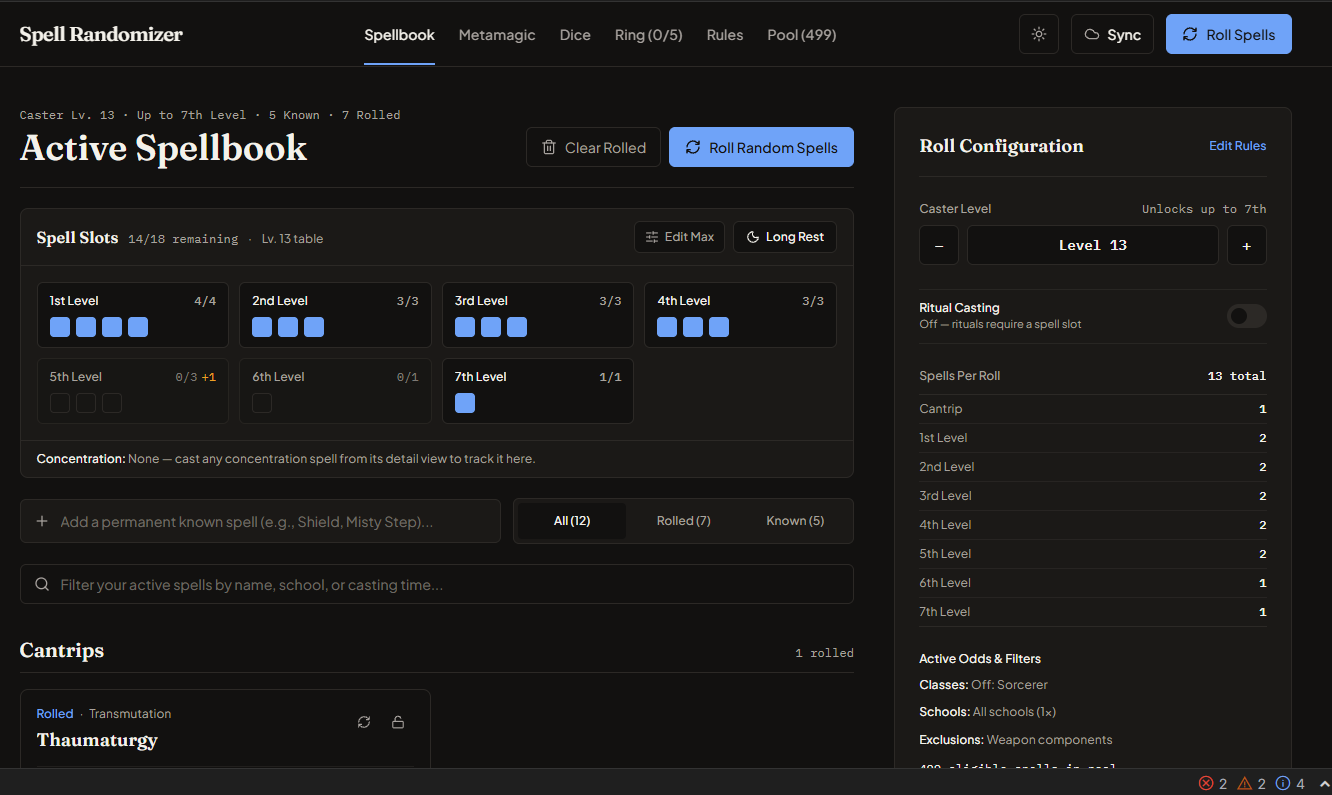 Spell Randomizer
Spellbook Metamagic Dice Ring (0/5) Rules Pool (499)
Sync Roll Spells
Caster Lv. 13 · Up to 7th Level · 5 Known · 7 Rolled
Active Spellbook
Clear Rolled Roll Random Spells
Spell Slots 14/18 remaining · Lv. 13 table
Edit Max Long Rest
1st Level 4/4 2nd Level 3/3 3rd Level 3/3 4th Level 3/3
5th Level 0/3 +1 6th Level 0/1 7th Level 1/1
Concentration: None — cast any concentration spell from its detail view to track it here.
Add a permanent known spell (e.g., Shield, Misty Step)...
All (12) Rolled (7) Known (5)
Filter your active spells by name, school, or casting time...
Cantrips 1 rolled
Rolled · Transmutation
Thaumaturgy
Roll Configuration Edit Rules
Caster Level Unlocks up to 7th
− Level 13 +
Ritual Casting
Off — rituals require a spell slot
Spells Per Roll 13 total
Cantrip 1
1st Level 2
2nd Level 2
3rd Level 2
4th Level 2
5th Level 2
6th Level 1
7th Level 1
Active Odds & Filters
Classes: Off: Sorcerer
Schools: All schools (1×)
Exclusions: Weapon components
eligible spells in pool
2 2 4